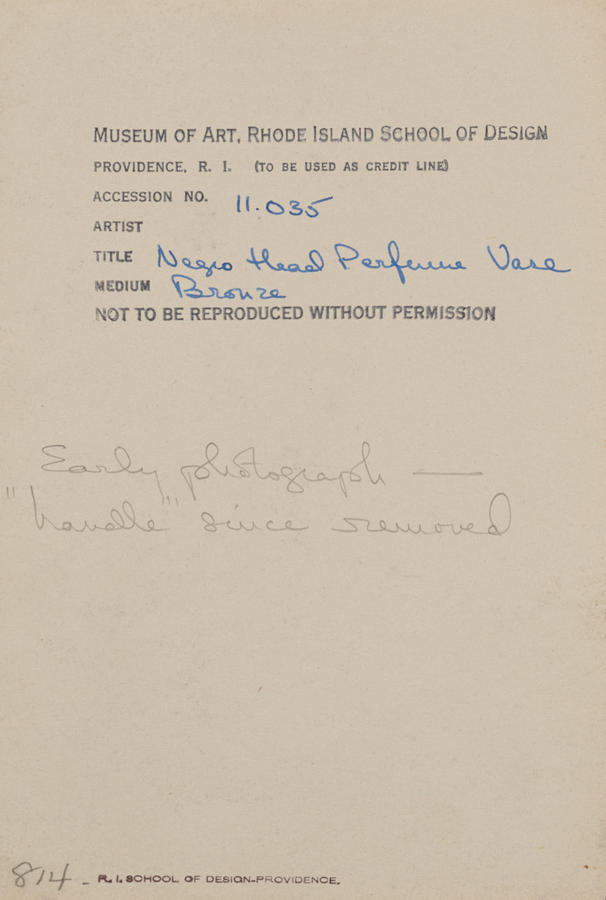 MUSEUM OF ART, RHODE ISLAND SCHOOL OF DESIGN
PROVIDENCE, R. I. (TO BE USED AS CREDIT LINE)
ACCESSION NO. 11.035
ARTIST
TITLE Negro Head Perfume Vase
MEDIUM Bronze
NOT TO BE REPRODUCED WITHOUT PERMISSION
Early photograph —
"handle" since removed
814 - R. I. SCHOOL OF DESIGN-PROVIDENCE.